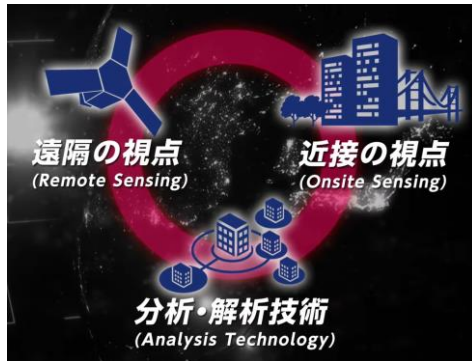 遠隔の視点
(Remote Sensing)
近接の視点
(Onsite Sensing)
分析・解析技術
(Analysis Technology)